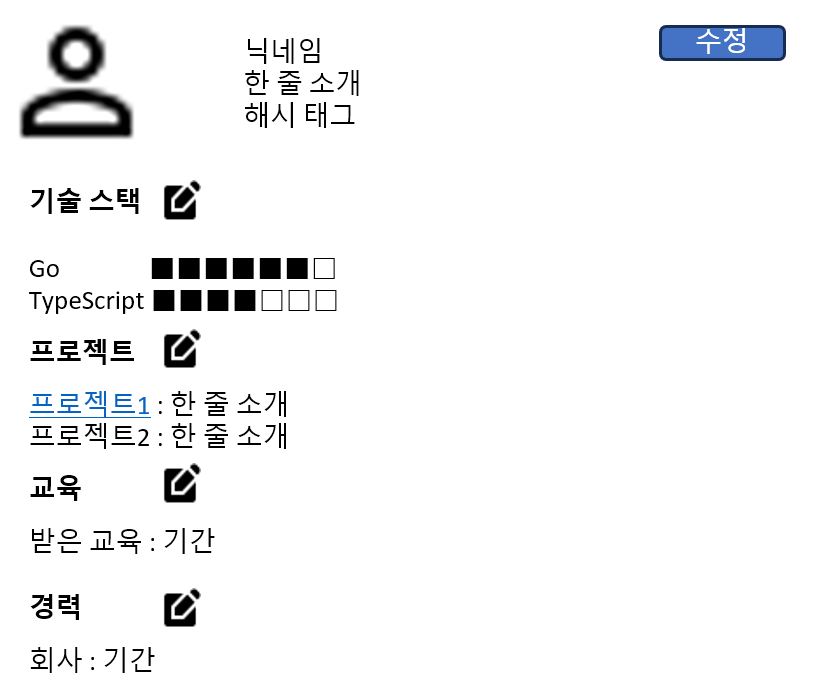 닉네임
한 줄 소개
해시 태그
수정
기술 스택
Go ■■■■■■□
TypeScript ■■■■□□□
프로젝트
프로젝트1 : 한 줄 소개
프로젝트2 : 한 줄 소개
교육
받은 교육 : 기간
경력
회사 : 기간